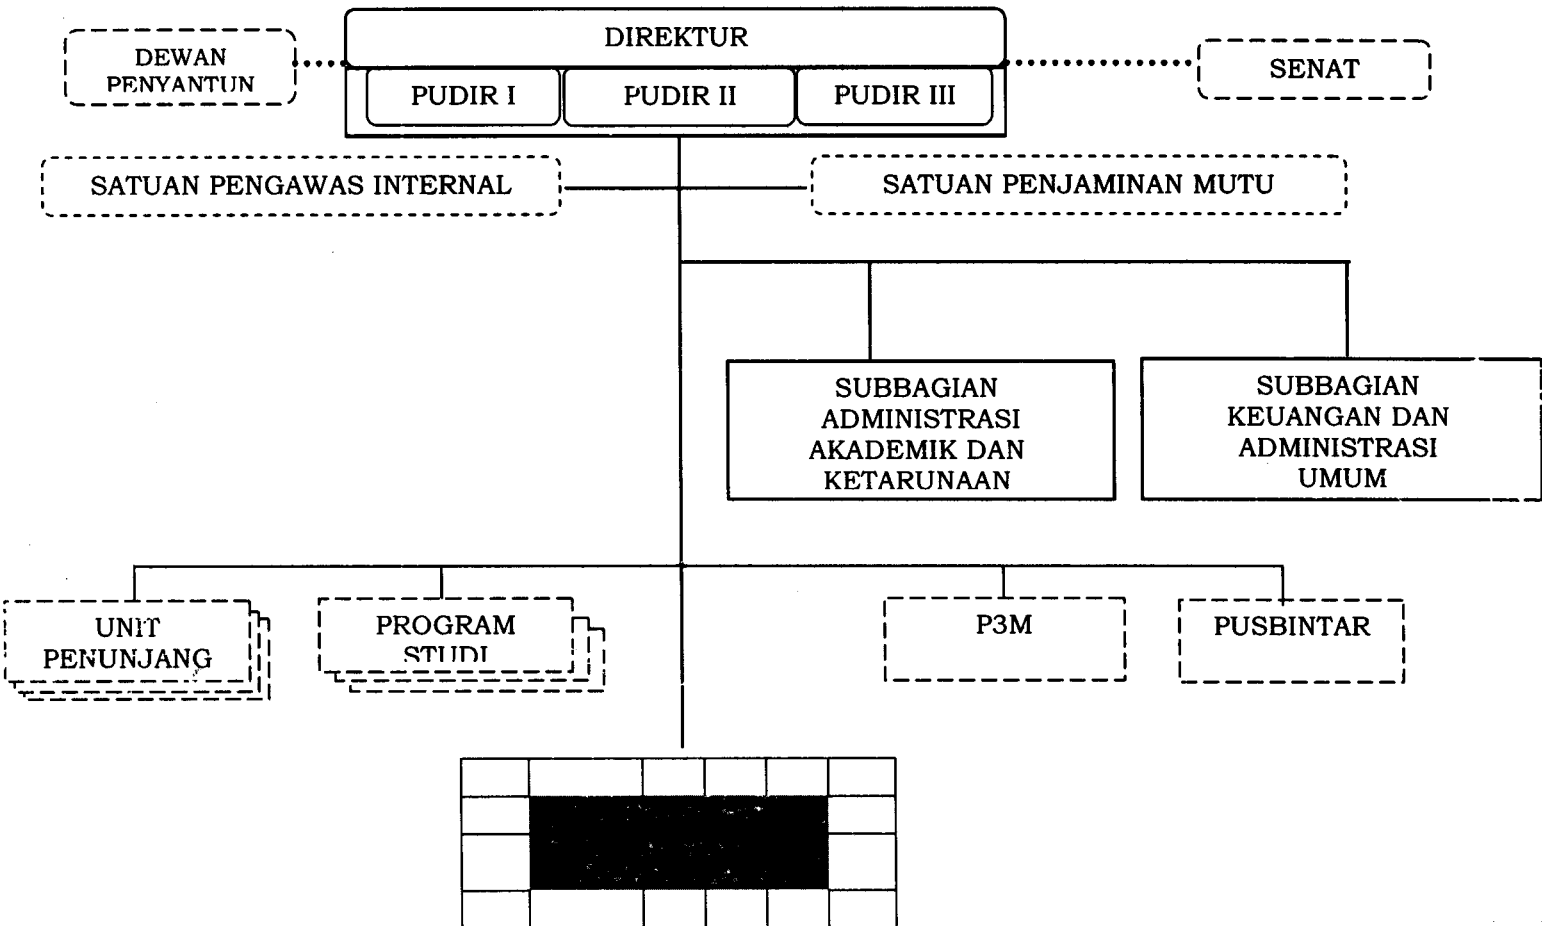 DIREKTUR
DEWAN
PENYANTUN
SENAT
PUDIR I
PUDIR II
PUDIR III
SATUAN PENGAWAS INTERNAL
SATUAN PENJAMINAN MUTU
SUBBAGIAN
ADMINISTRASI
AKADEMIK DAN
KETARUNAAN
SUBBAGIAN
KEUANGAN DAN
ADMINISTRASI
UMUM
UNIT
PENUNJANG
PROGRAM
STUDI
P3M
PUSBINTAR